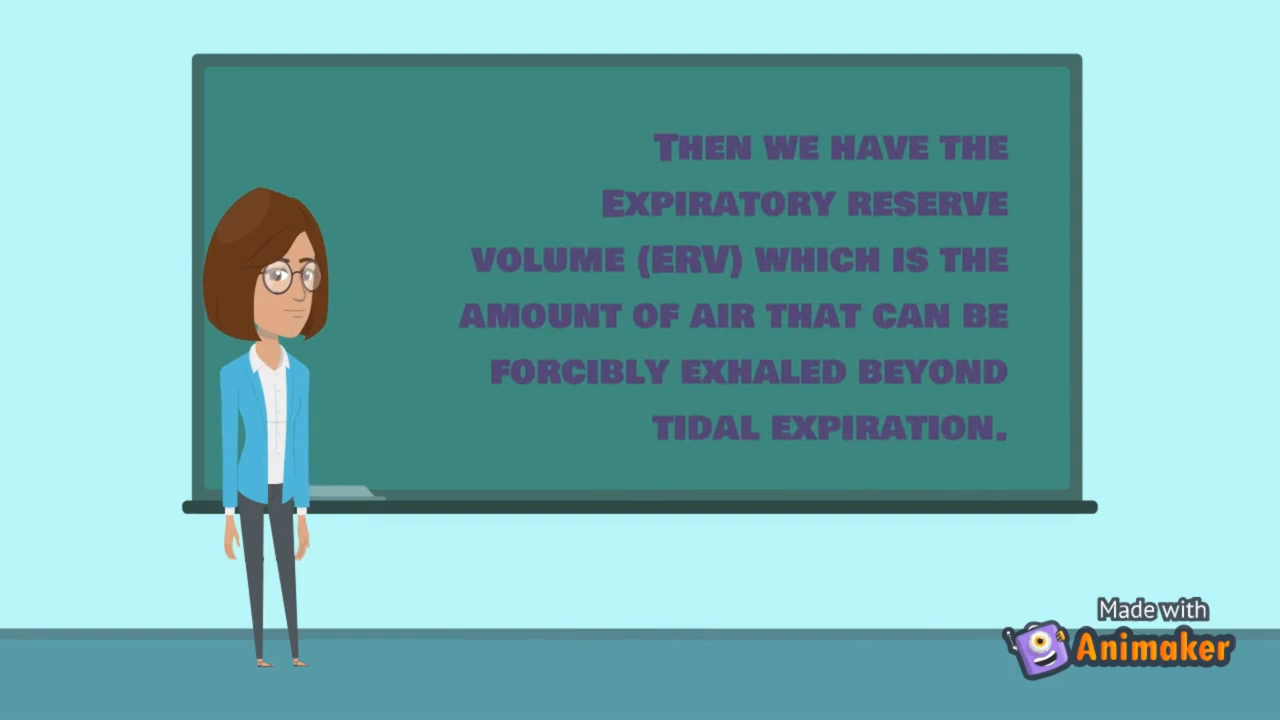 Then we have the
Expiratory reserve
volume (ERV) which is the
amount of air that can be
forcibly exhaled beyond
tidal expiration.
Made with
Animaker